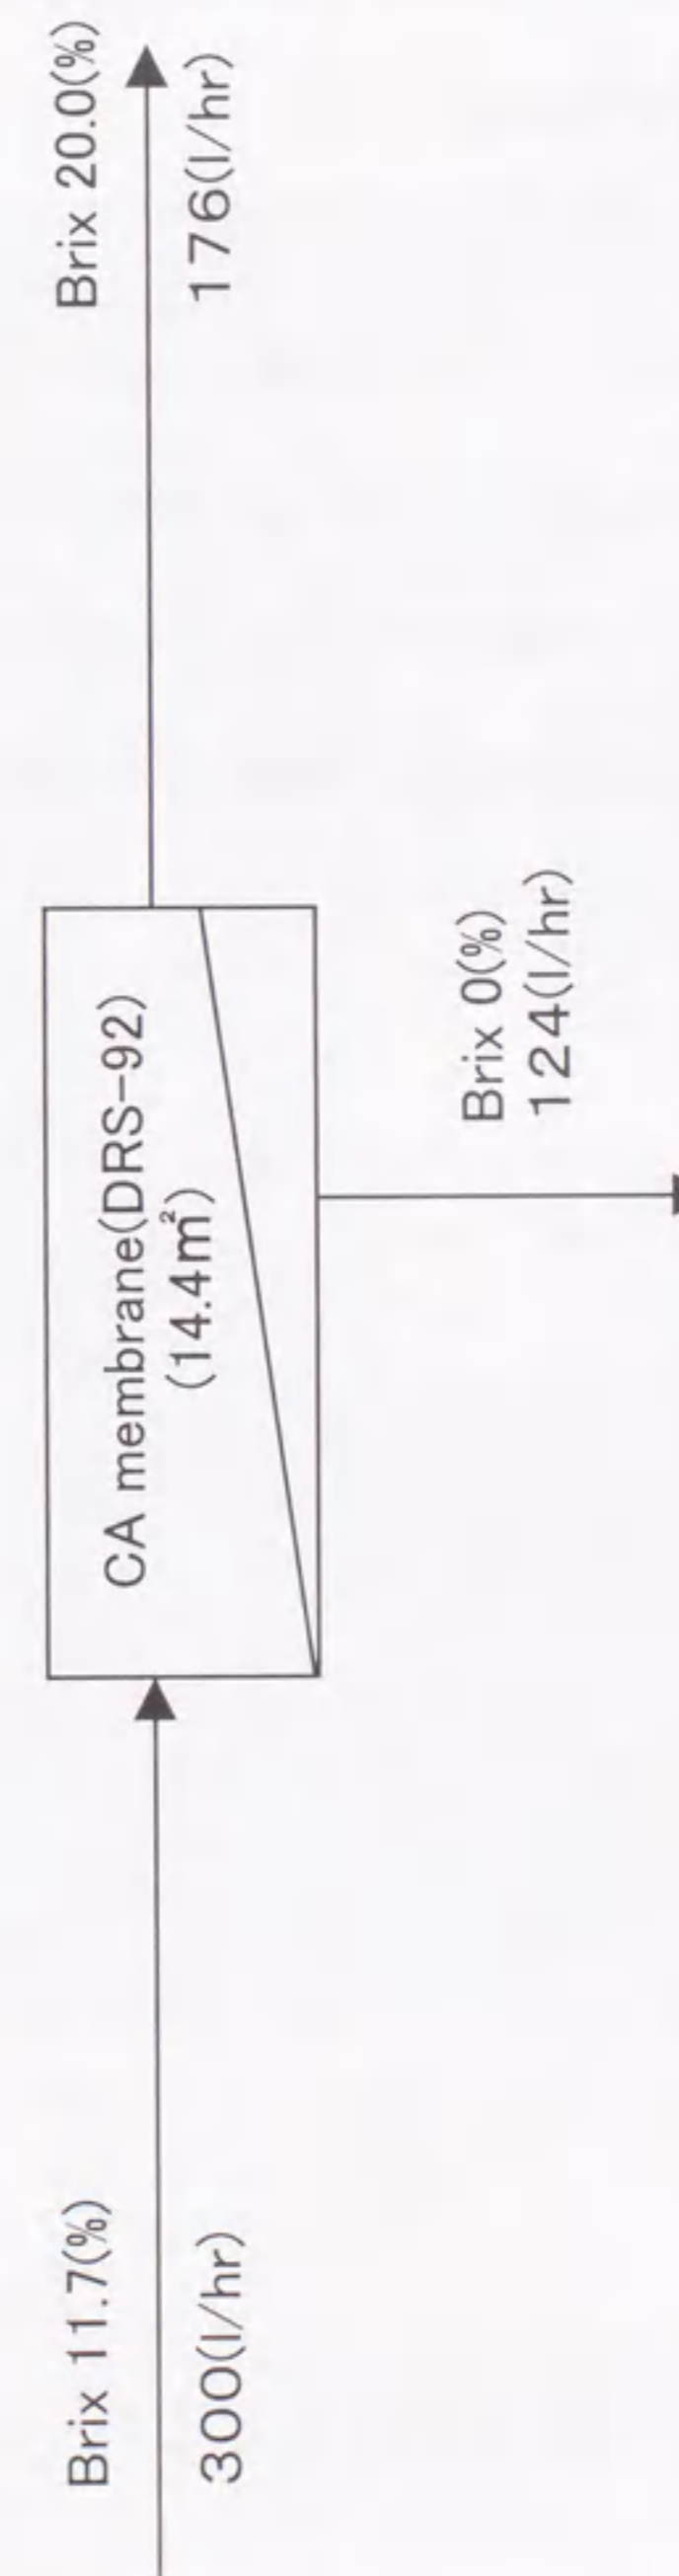 Brix 11.7(%)
300(l/hr)
CA membrane(DRS-92)
(14.4㎡)
Brix 20.0(%)
176(l/hr)
Brix 0(%)
124(l/hr)